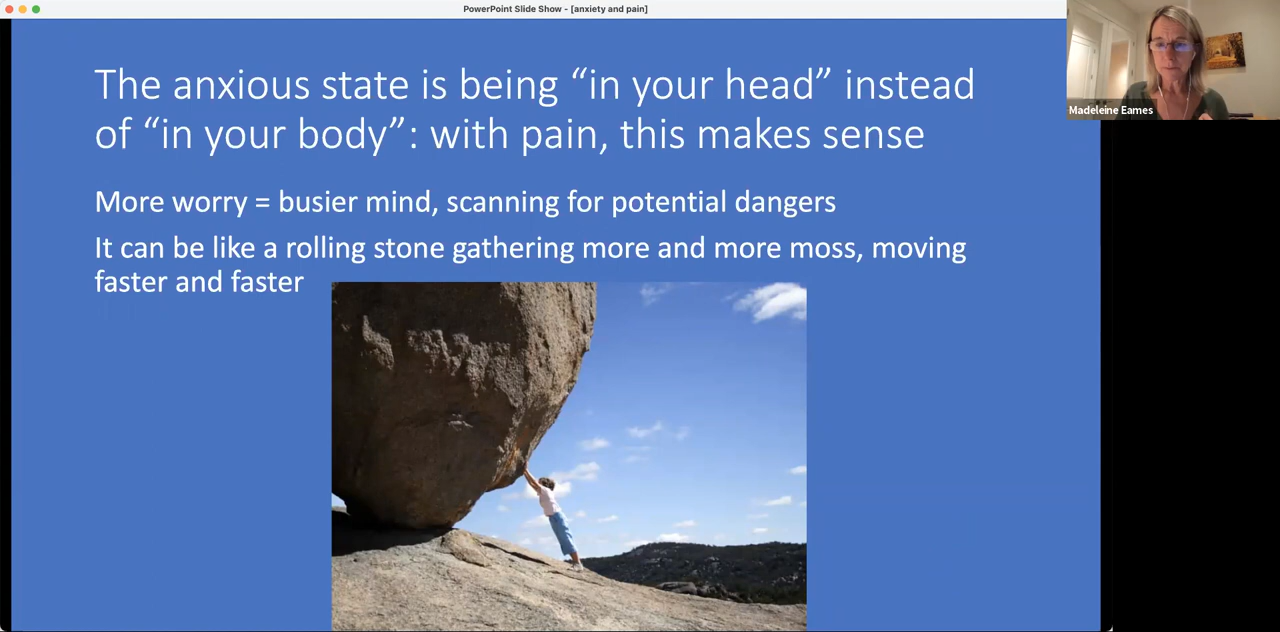 PowerPoint Slide Show - [anxiety and pain]
The anxious state is being “in your head” instead
of “in your body”: with pain, this makes sense
More worry = busier mind, scanning for potential dangers
It can be like a rolling stone gathering more and more moss, moving
faster and faster
Madeleine Eames